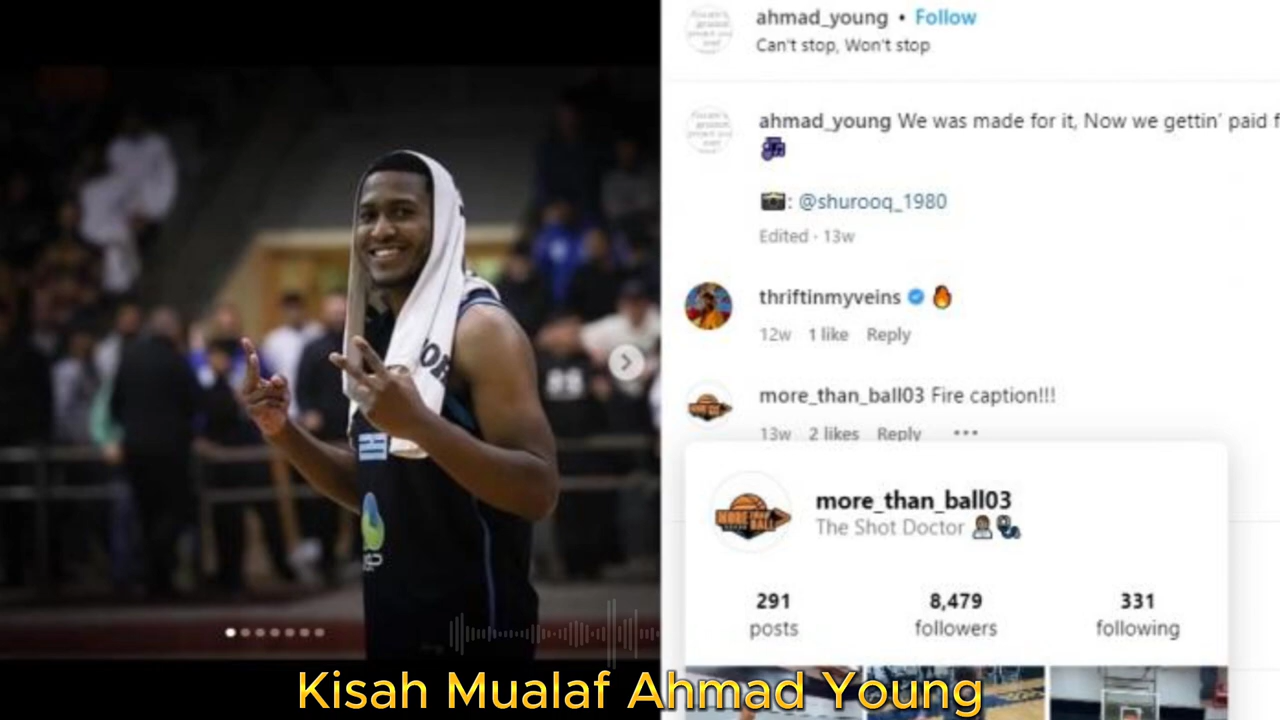 ahmad_young • Follow
Can't stop, Won't stop
ahmad_young We was made for it, Now we gettin' paid f
📸: @shurooq_1980
Edited · 13w
thriftinmyveins 🔥
12w 1 like Reply
more_than_ball03 Fire caption!!!
13w 2 likes Reply •••
more_than_ball03
The Shot Doctor
291 8,479 331
posts followers following
Kisah Mualaf Ahmad Young